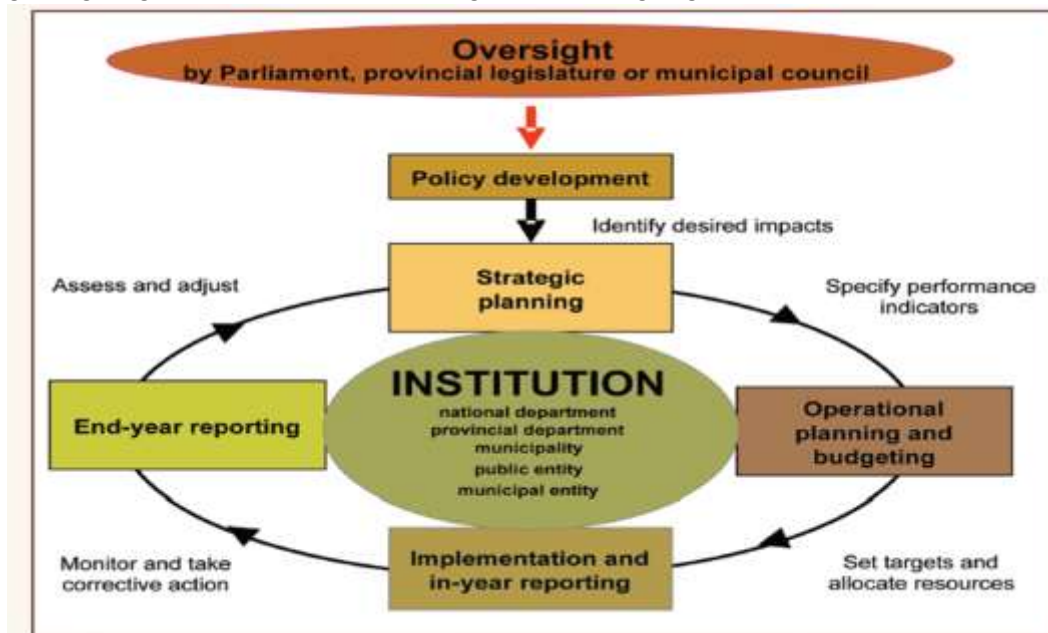 Oversight
by Parliament, provincial legislature or municipal council
Policy development
Identify desired impacts
Strategic
planning
Assess and adjust
Specify performance
indicators
INSTITUTION
national department
provincial department
municipality
public entity
municipal entity
End-year reporting
Operational
planning and
budgeting
Implementation and
in-year reporting
Monitor and take
corrective action
Set targets and
allocate resources